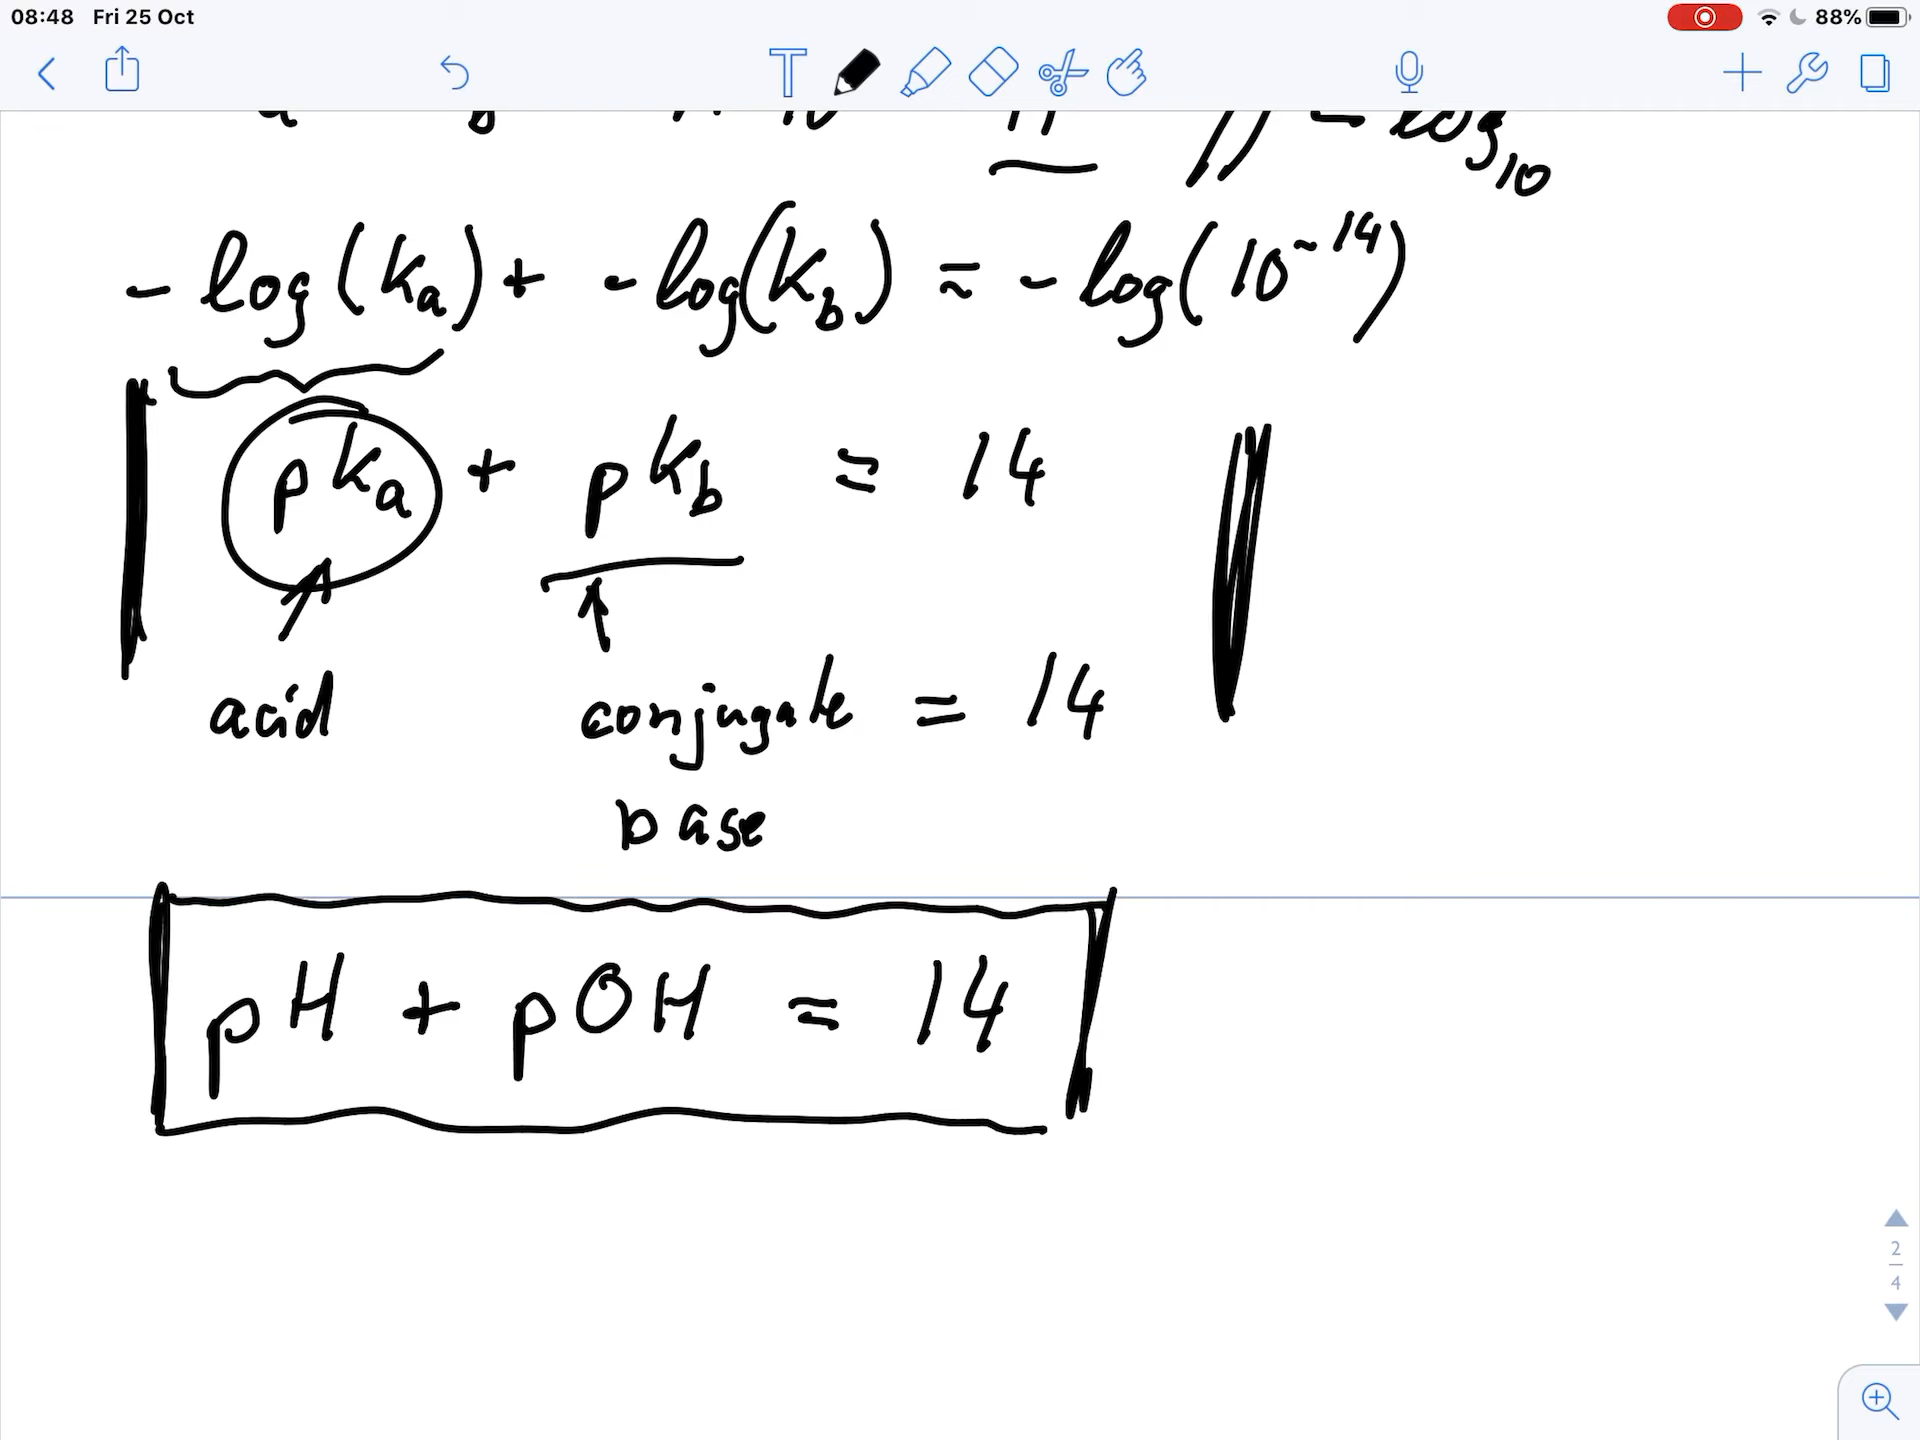 08:48 Fri 25 Oct 88%
T
- log10
- log(Ka) + - log(Kb) = - log(10^-14)
pKa + pKb = 14
acid conjugate = 14
base
pH + pOH = 14
2
4